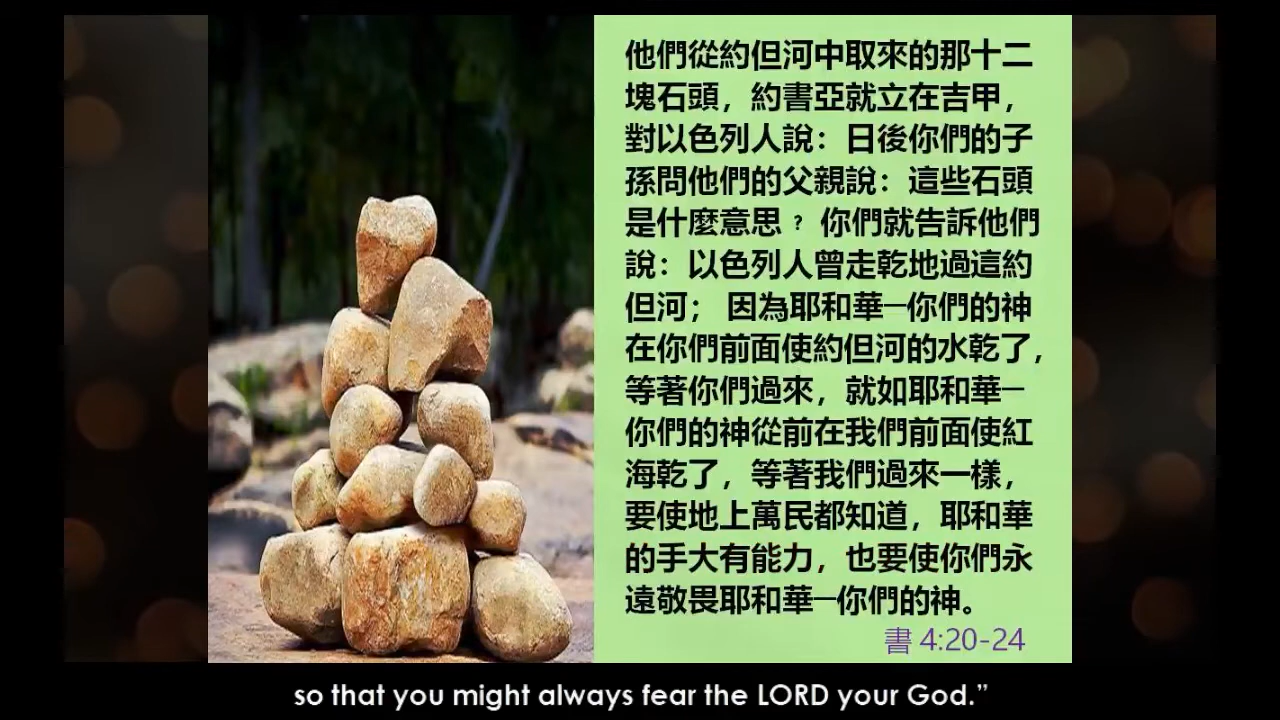 他們從約但河中取來的那十二
塊石頭，約書亞就立在吉甲，
對以色列人說：日後你們的子
孫問他們的父親說：這些石頭
是什麼意思﹖ 你們就告訴他們
說：以色列人曾走乾地過這約
但河； 因為耶和華─你們的神
在你們前面使約但河的水乾了，
等著你們過來，就如耶和華─
你們的神從前在我們前面使紅
海乾了，等著我們過來一樣，
要使地上萬民都知道，耶和華
的手大有能力，也要使你們永
遠敬畏耶和華─你們的神。
書 4:20-24
so that you might always fear the LORD your God.”